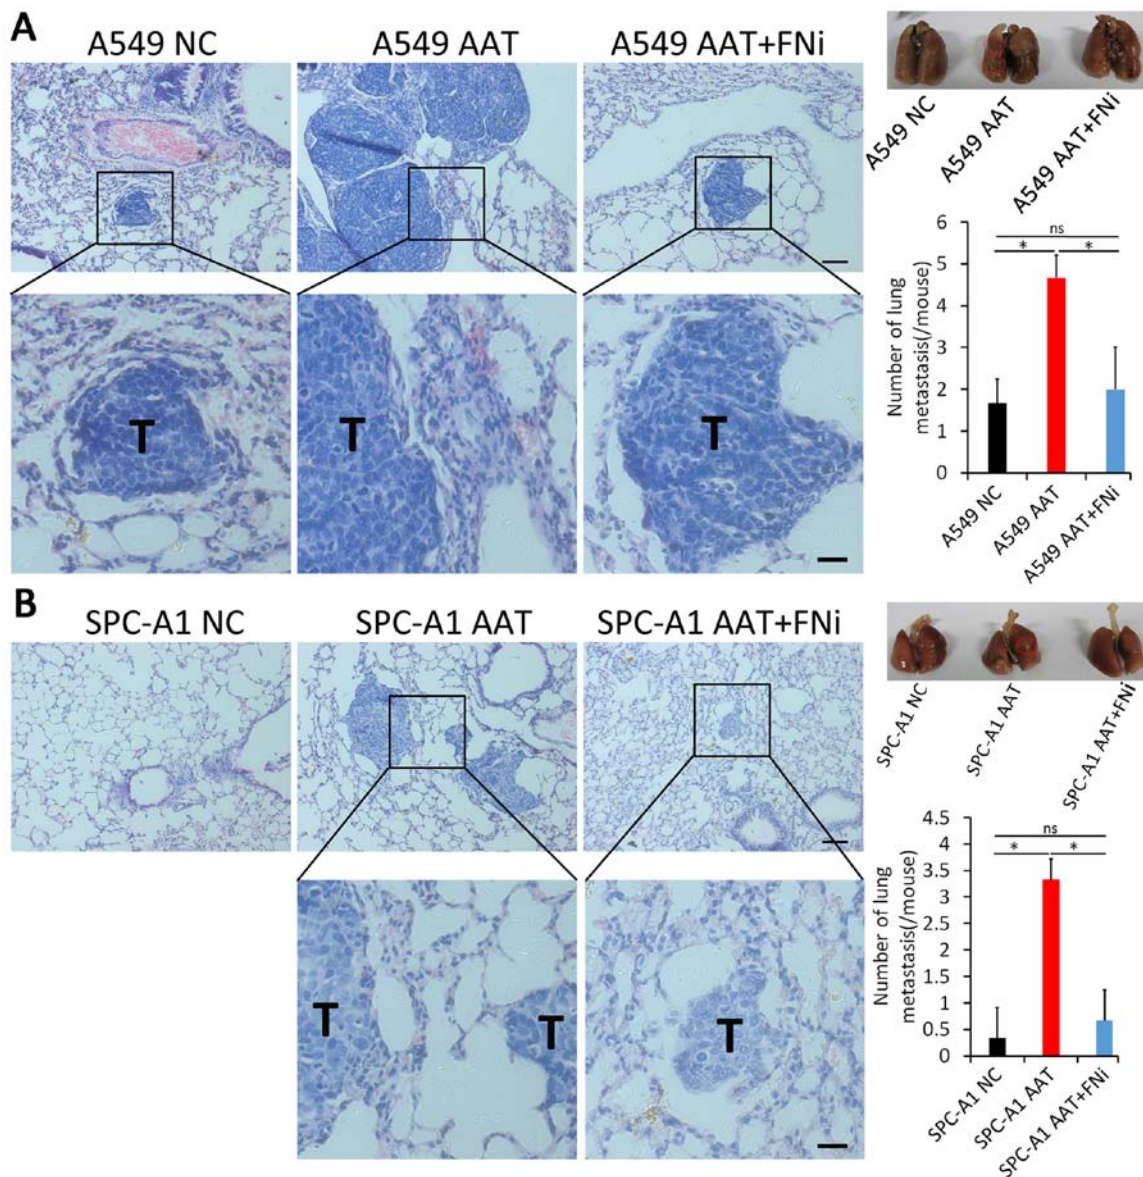 A
A549 NC
A549 AAT
A549 AAT+FNi
T
T
T
A549 NC
A549 AAT
A549 AAT+FNi
Number of lung
metastasis(/mouse)
6
5
4
3
2
1
0
ns
*
*
A549 NC
A549 AAT
A549 AAT+FNi
B
SPC-A1 NC
SPC-A1 AAT
SPC-A1 AAT+FNi
T
T
T
SPC-A1 NC
SPC-A1 AAT
SPC-A1 AAT+FNi
Number of lung
metastasis(/mouse)
4.5
4
3.5
3
2.5
2
1.5
1
0.5
0
ns
*
*
SPC-A1 NC
SPC-A1 AAT
SPC-A1 AAT+FNi